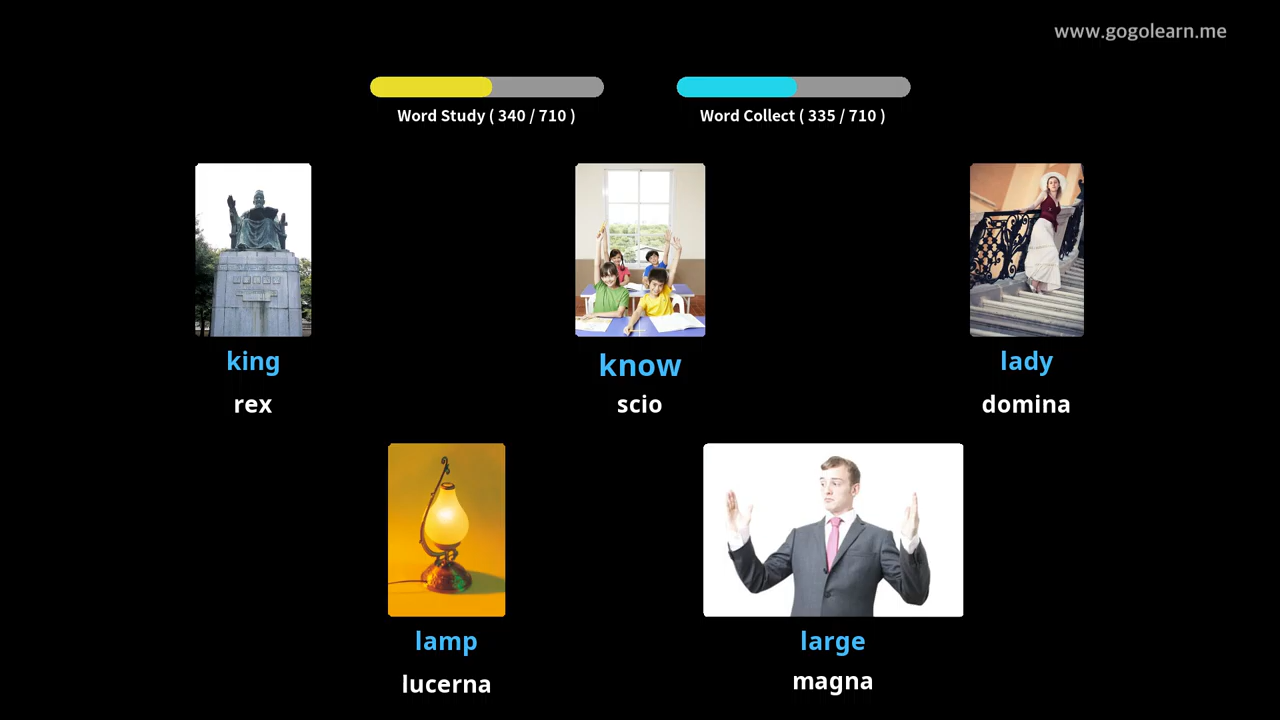 www.gogolearn.me
Word Study ( 340 / 710 )
Word Collect ( 335 / 710 )
king
know
lady
rex
scio
domina
lamp
large
lucerna
magna